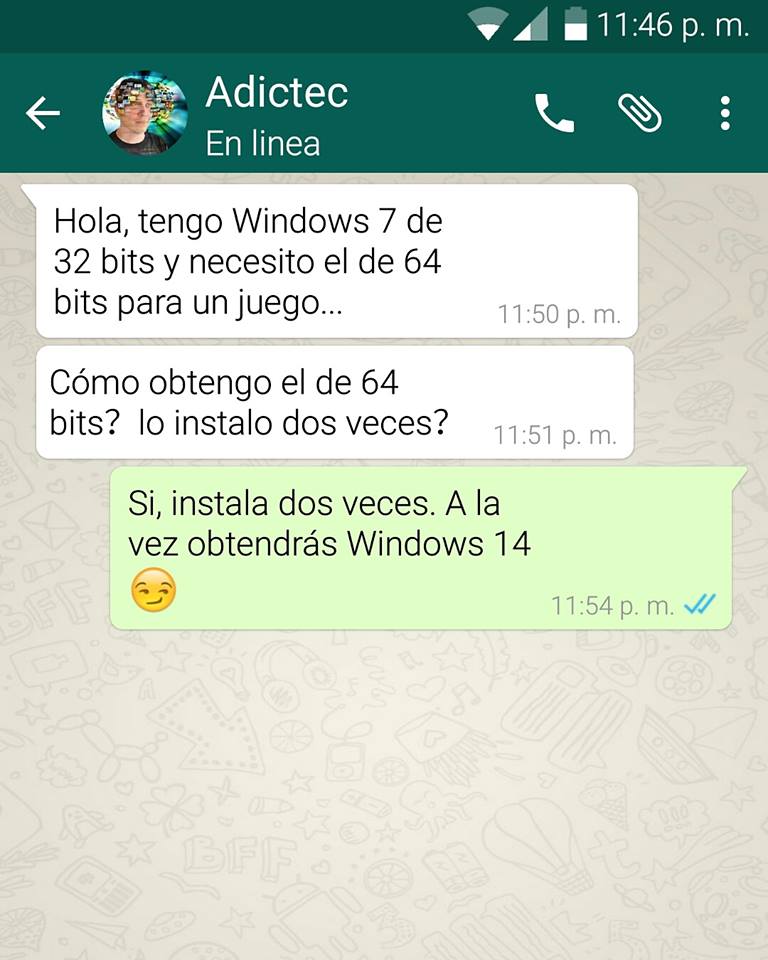 11:46 p. m.
Adictec
En linea
Hola, tengo Windows 7 de
32 bits y necesito el de 64
bits para un juego...
11:50 p. m.
Cómo obtengo el de 64
bits? lo instalo dos veces?
11:51 p. m.
Si, instala dos veces. A la
vez obtendrás Windows 14
😏
11:54 p. m.
BFF
BFF